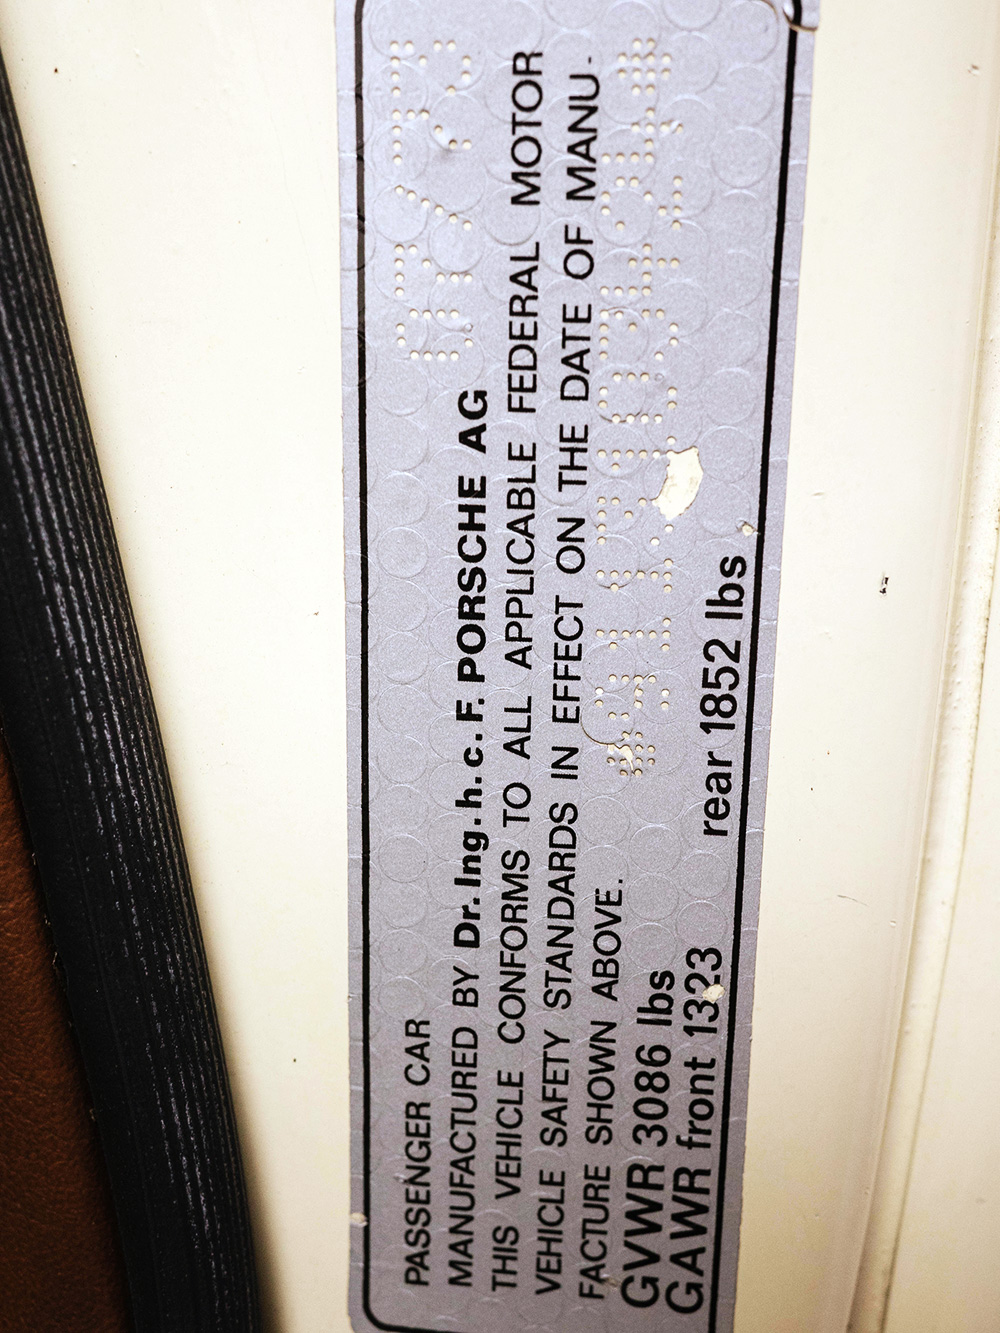 PASSENGER CAR
MANUFACTURED BY Dr. Ing. h. c. F. PORSCHE AG
THIS VEHICLE CONFORMS TO ALL APPLICABLE FEDERAL MOTOR
VEHICLE SAFETY STANDARDS IN EFFECT ON THE DATE OF MANU-
FACTURE SHOWN ABOVE.
GVWR 3086 lbs
GAWR front 1323 rear 1852 lbs